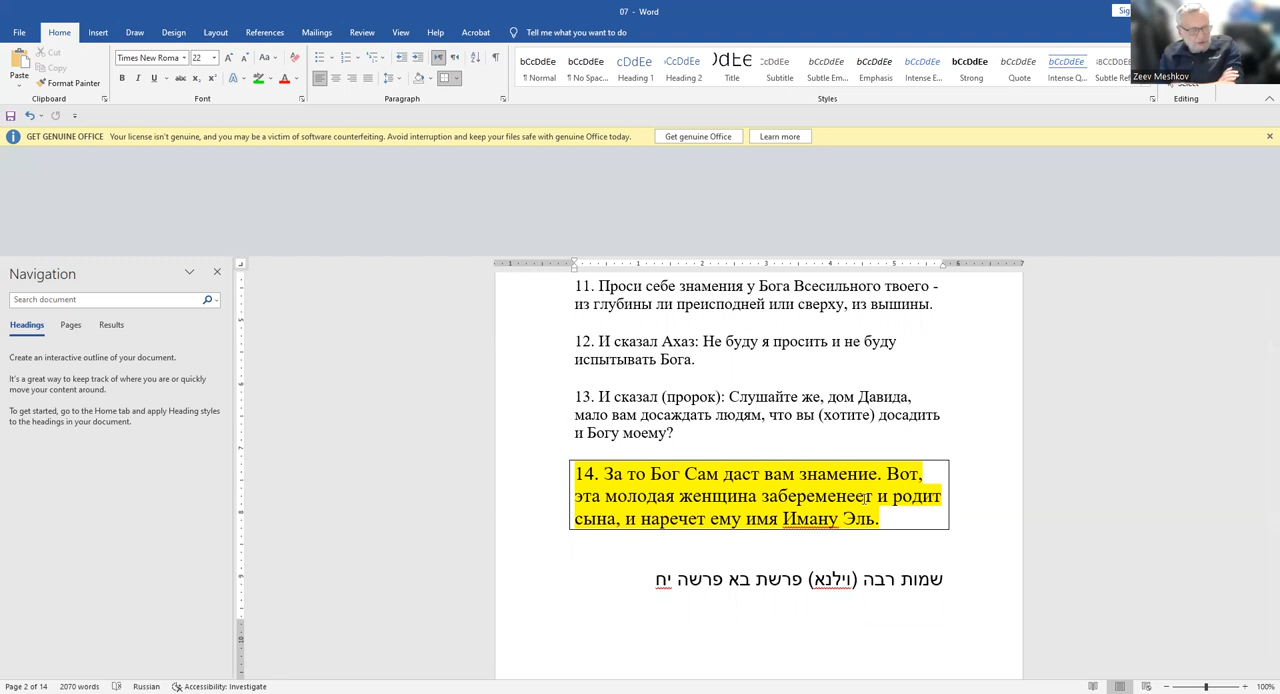 07 - Word
Sig
File Home Insert Draw Design Layout References Mailings Review View Help Acrobat Tell me what you want to do
Zeev Meshkov
Paste
Cut
Copy
Format Painter
Clipboard
Times New Roma 22
Font
Paragraph
BbCcDdEe BbCcDdEe
¶ Normal ¶ No Spac... Heading 1 Heading 2 Title Subtitle Subtle Em... Emphasis Intense E... Strong Quote Intense Q... Subtle Ref
Styles
Editing
GET GENUINE OFFICE Your license isn't genuine, and you may be a victim of software counterfeiting. Avoid interruption and keep your files safe with genuine Office today. Get genuine Office Learn more
Navigation
Search document
Headings Pages Results
Create an interactive outline of your document.
It's a great way to keep track of where you are or quickly
move your content around.
To get started, go to the Home tab and apply Heading styles
to the headings in your document.
11. Проси себе знамения у Бога Всесильного твоего -
из глубины ли преисподней или сверху, из вышины.
12. И сказал Ахаз: Не буду я просить и не буду
испытывать Бога.
13. И сказал (пророк): Слушайте же, дом Давида,
мало вам досаждать людям, что вы (хотите) досадить
и Богу моему?
14. За то Бог Сам даст вам знамение. Вот,
эта молодая женщина забеременеет и родит
сына, и наречет ему имя Иману Эль.
שמות רבה (וילנא) פרשת בא פרשה יח
Page 2 of 14 2070 words Russian Accessibility: Investigate 100%